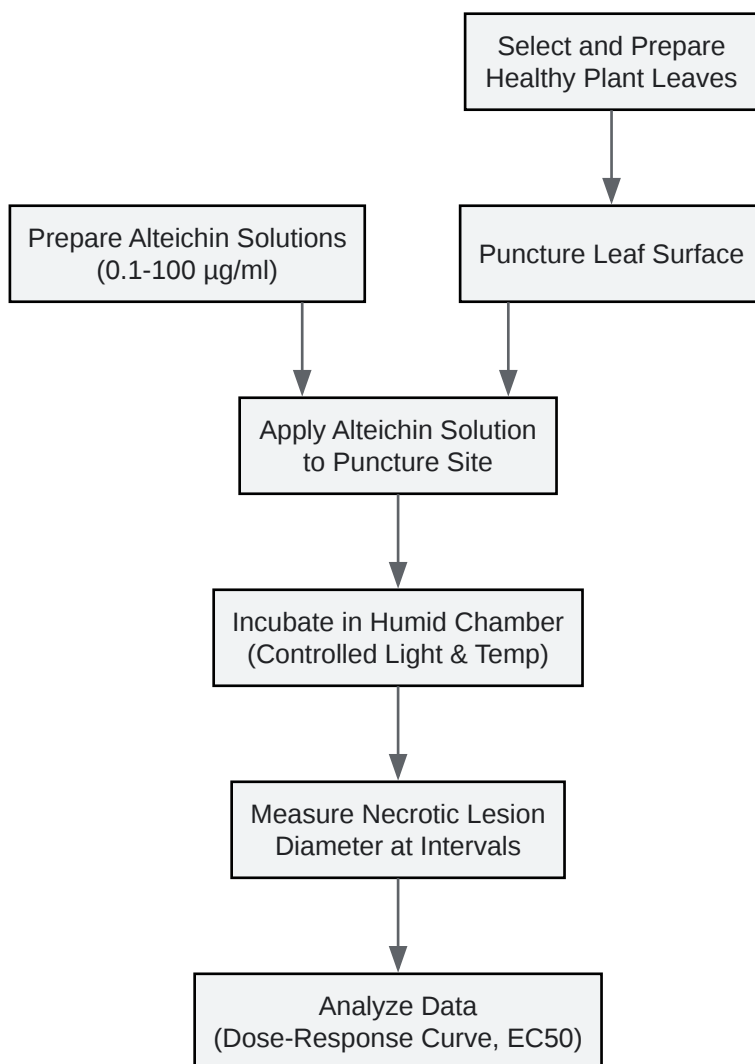 Select and Prepare
Healthy Plant Leaves
Prepare Alteichin Solutions
(0.1-100 µg/ml)
Puncture Leaf Surface
Apply Alteichin Solution
to Puncture Site
Incubate in Humid Chamber
(Controlled Light & Temp)
Measure Necrotic Lesion
Diameter at Intervals
Analyze Data
(Dose-Response Curve, EC50)